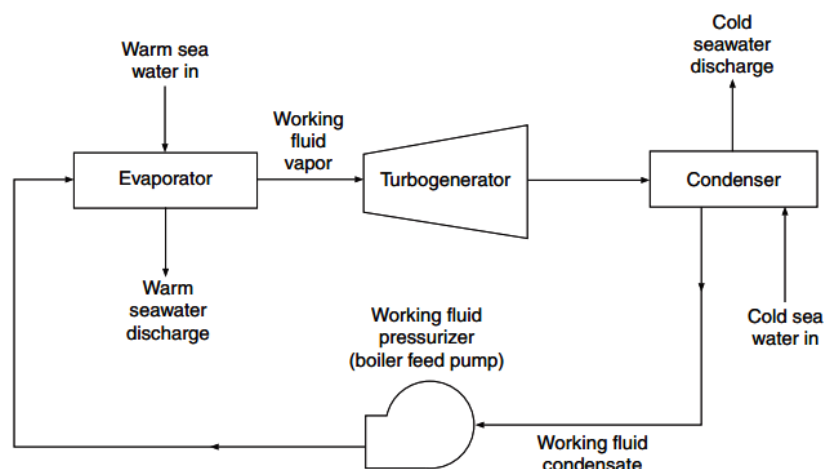 Warm sea
water in
Cold
seawater
discharge
Working
fluid
vapor
Evaporator
Turbogenerator
Condenser
Warm
seawater
discharge
Working fluid
pressurizer
(boiler feed pump)
Cold sea
water in
Working fluid
condensate